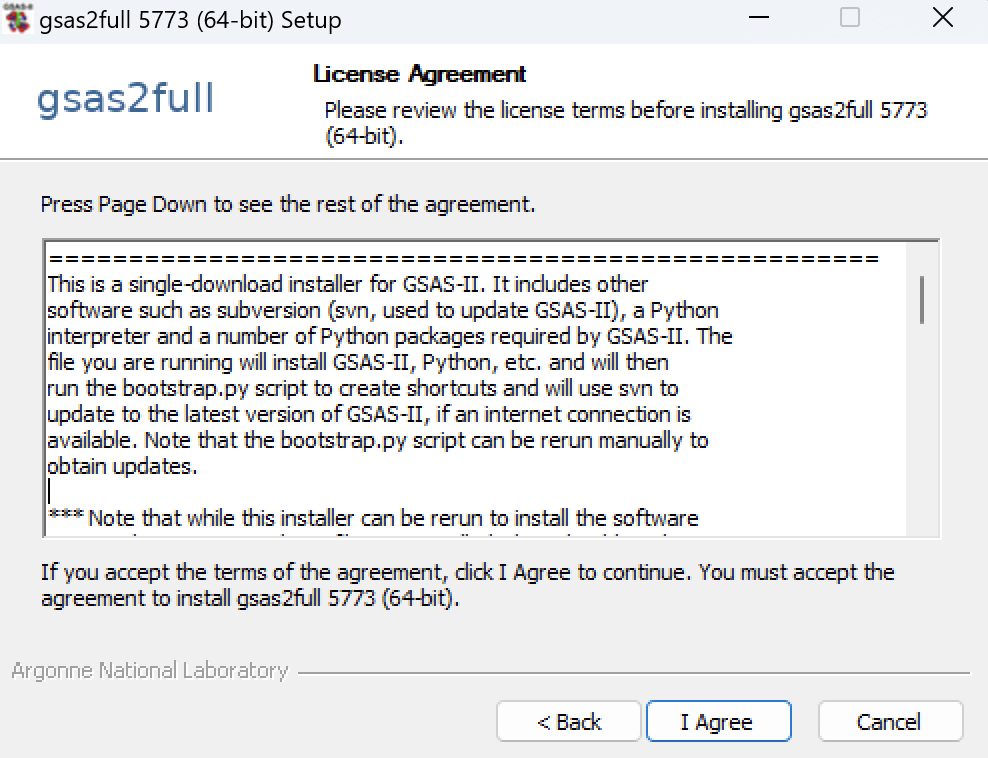 GSAS-II
gsas2full 5773 (64-bit) Setup
gsas2full
License Agreement
Please review the license terms before installing gsas2full 5773
(64-bit).
Press Page Down to see the rest of the agreement.
====================================================
This is a single-download installer for GSAS-II. It includes other
software such as subversion (svn, used to update GSAS-II), a Python
interpreter and a number of Python packages required by GSAS-II. The
file you are running will install GSAS-II, Python, etc. and will then
run the bootstrap.py script to create shortcuts and will use svn to
update to the latest version of GSAS-II, if an internet connection is
available. Note that the bootstrap.py script can be rerun manually to
obtain updates.
*** Note that while this installer can be rerun to install the software
If you accept the terms of the agreement, click I Agree to continue. You must accept the
agreement to install gsas2full 5773 (64-bit).
Argonne National Laboratory
< Back
I Agree
Cancel